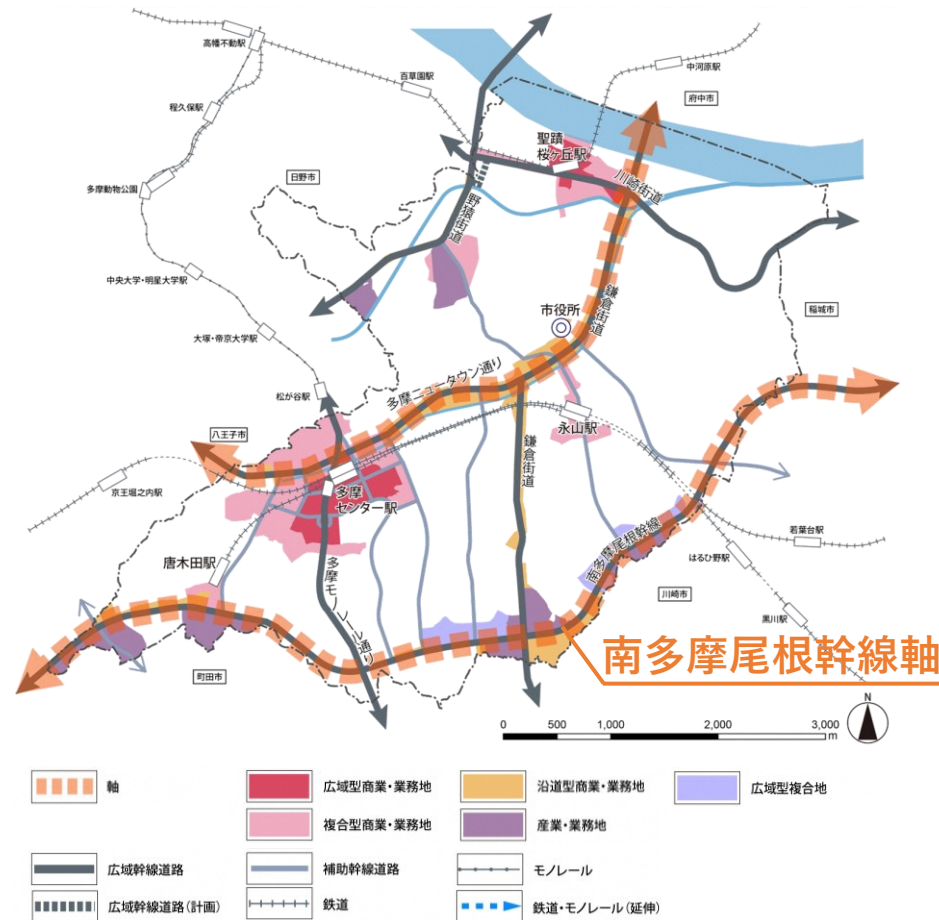 高幡不動駅
百草園駅
中河原駅
府中市
程久保駅
聖蹟
桜ヶ丘駅
日野市
川崎街道
多摩動物公園
野猿街道
中央大学・明星大学駅
鎌倉街道
稲城市
市役所
大塚・帝京大学駅
多摩ニュータウン通り
松が谷駅
永山駅
八王子市
鎌倉街道
京王堀之内駅
多摩
センター駅
若葉台駅
南多摩尾根幹線
はるひ野駅
唐木田駅
多摩モノレール通り
川崎市
黒川駅
町田市
南多摩尾根幹線軸
N
0 500 1,000 2,000 3,000
m
軸
広域型商業・業務地
沿道型商業・業務地
広域型複合地
複合型商業・業務地
産業・業務地
広域幹線道路
補助幹線道路
モノレール
広域幹線道路(計画)
鉄道
鉄道・モノレール(延伸)